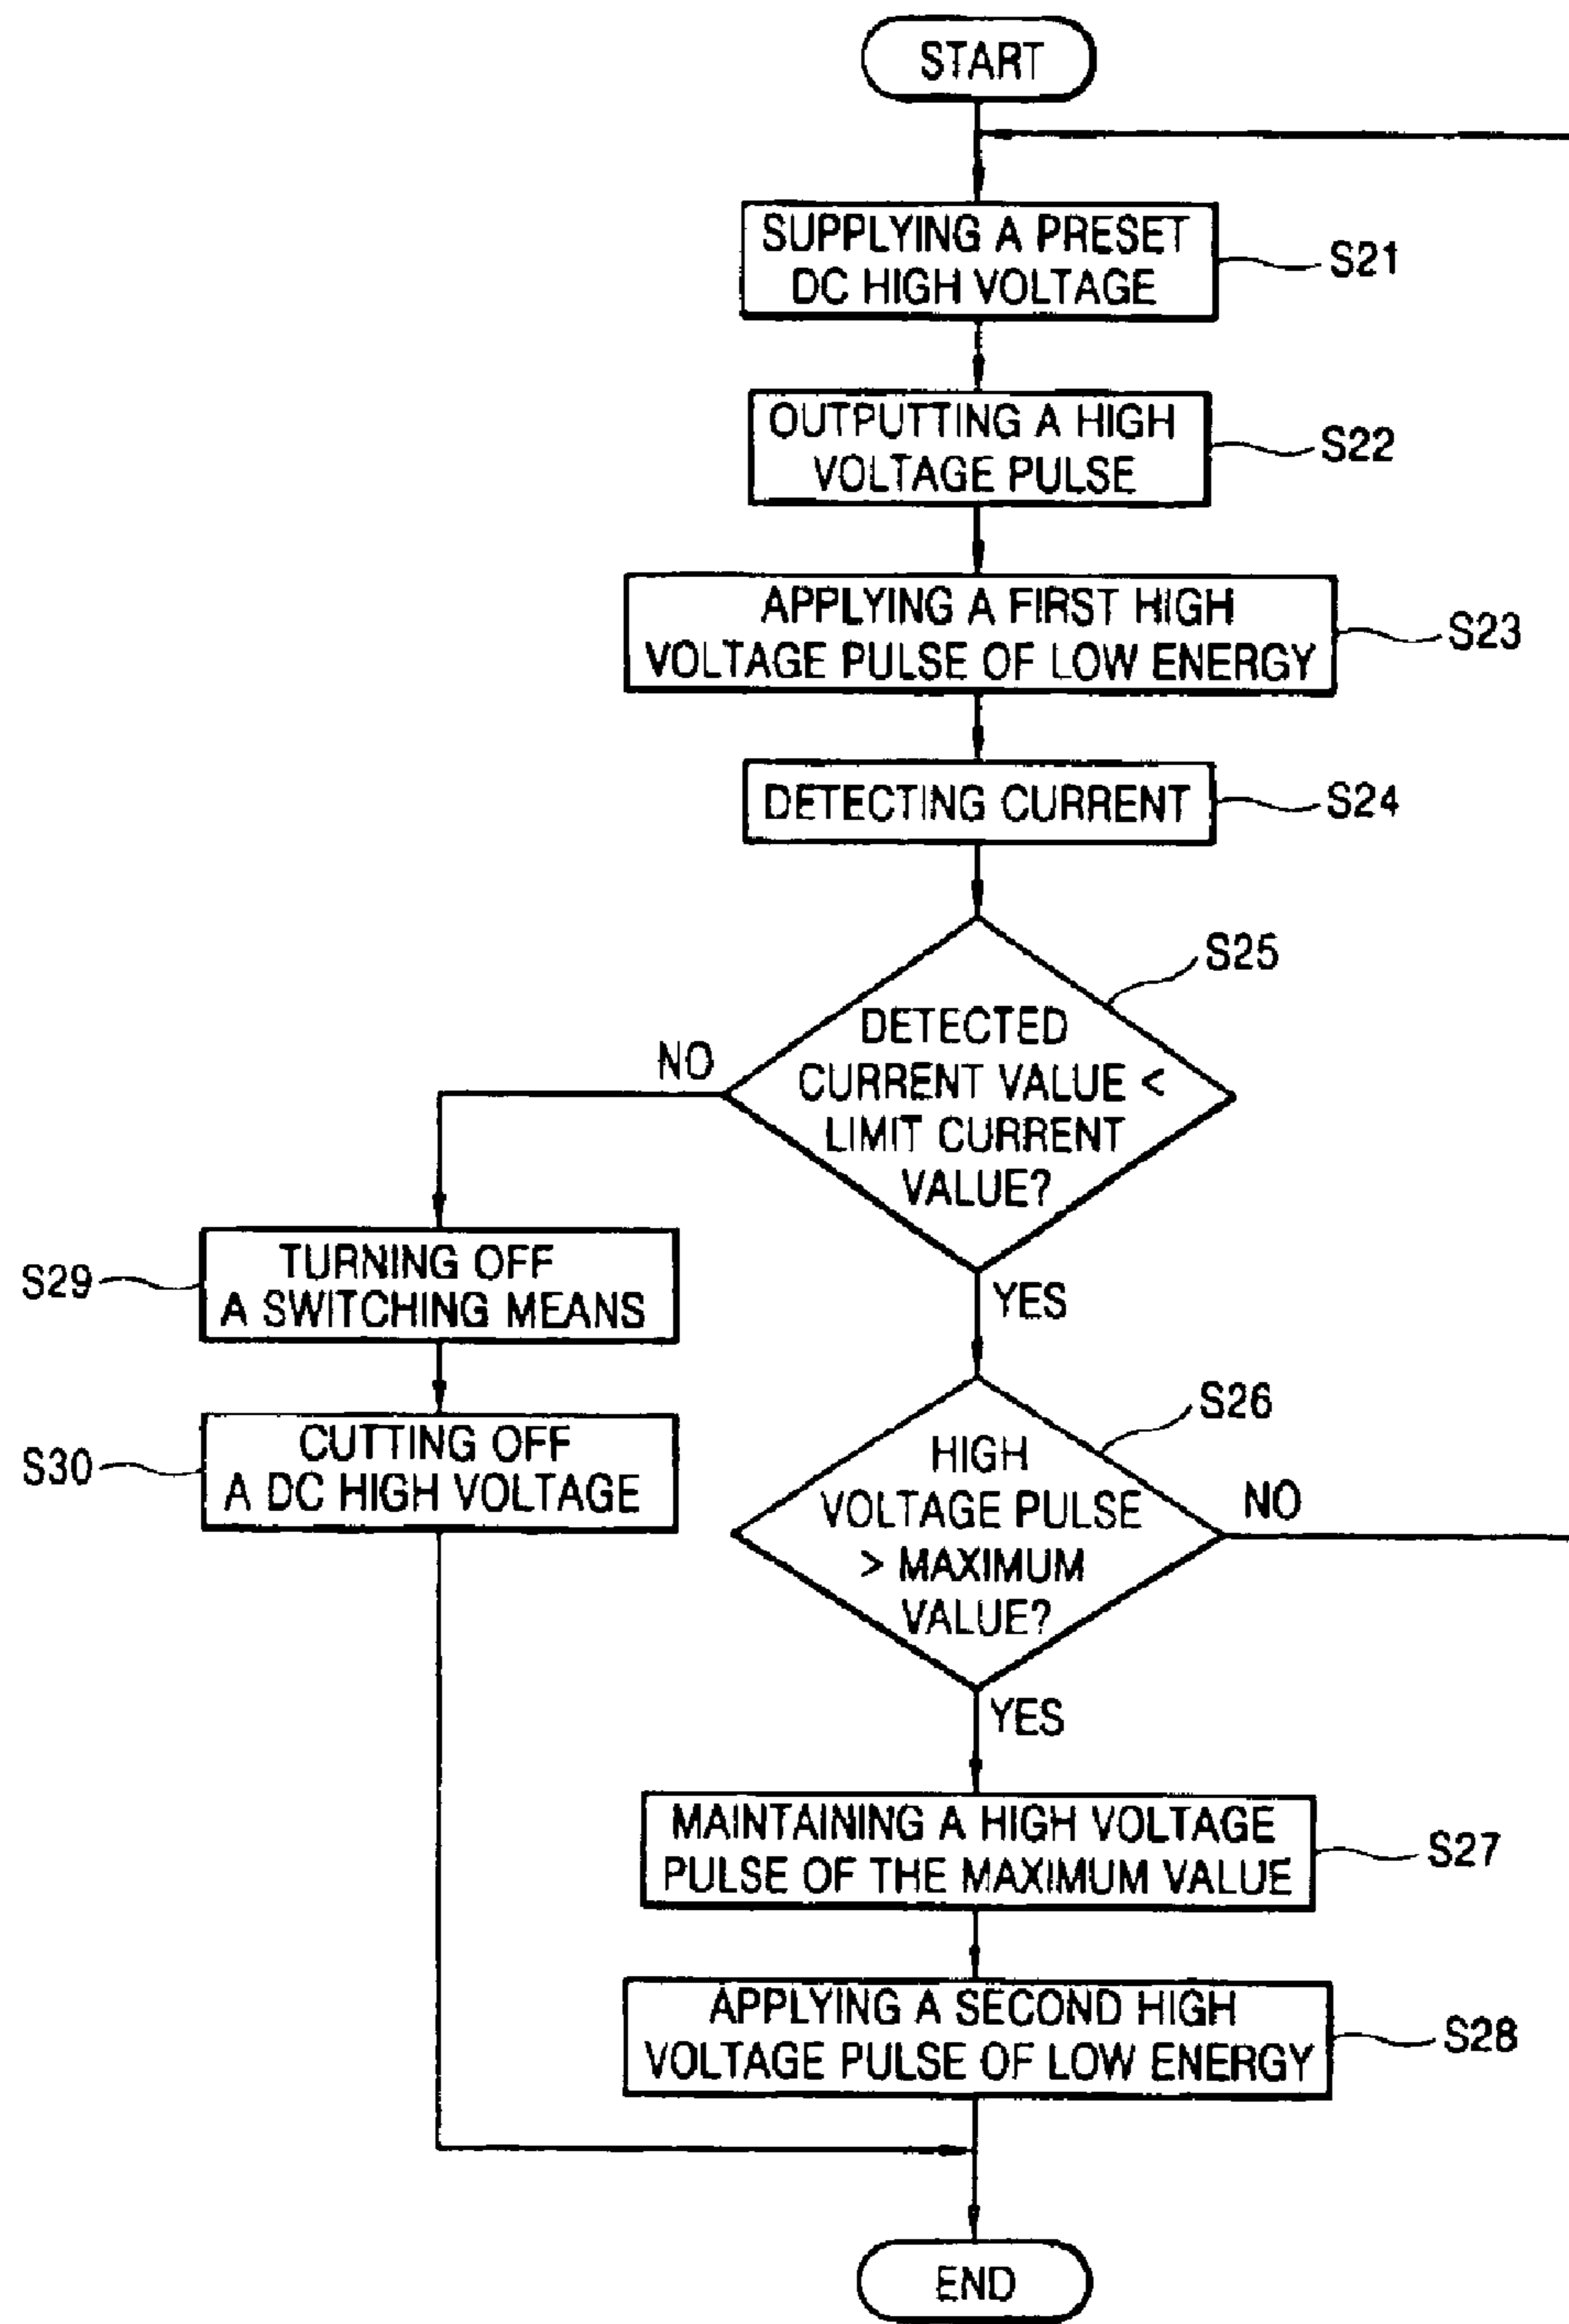 START
SUPPLYING A PRESET
DC HIGH VOLTAGE
S21
OUTPUTTING A HIGH
VOLTAGE PULSE
S22
APPLYING A FIRST HIGH
VOLTAGE PULSE OF LOW ENERGY
S23
DETECTING CURRENT
S24
S25
DETECTED
CURRENT VALUE <
LIMIT CURRENT
VALUE?
NO
YES
S29
TURNING OFF
A SWITCHING MEANS
S30
CUTTING OFF
A DC HIGH VOLTAGE
S26
HIGH
VOLTAGE PULSE
> MAXIMUM
VALUE?
NO
YES
MAINTAINING A HIGH VOLTAGE
PULSE OF THE MAXIMUM VALUE
S27
APPLYING A SECOND HIGH
VOLTAGE PULSE OF LOW ENERGY
S28
END